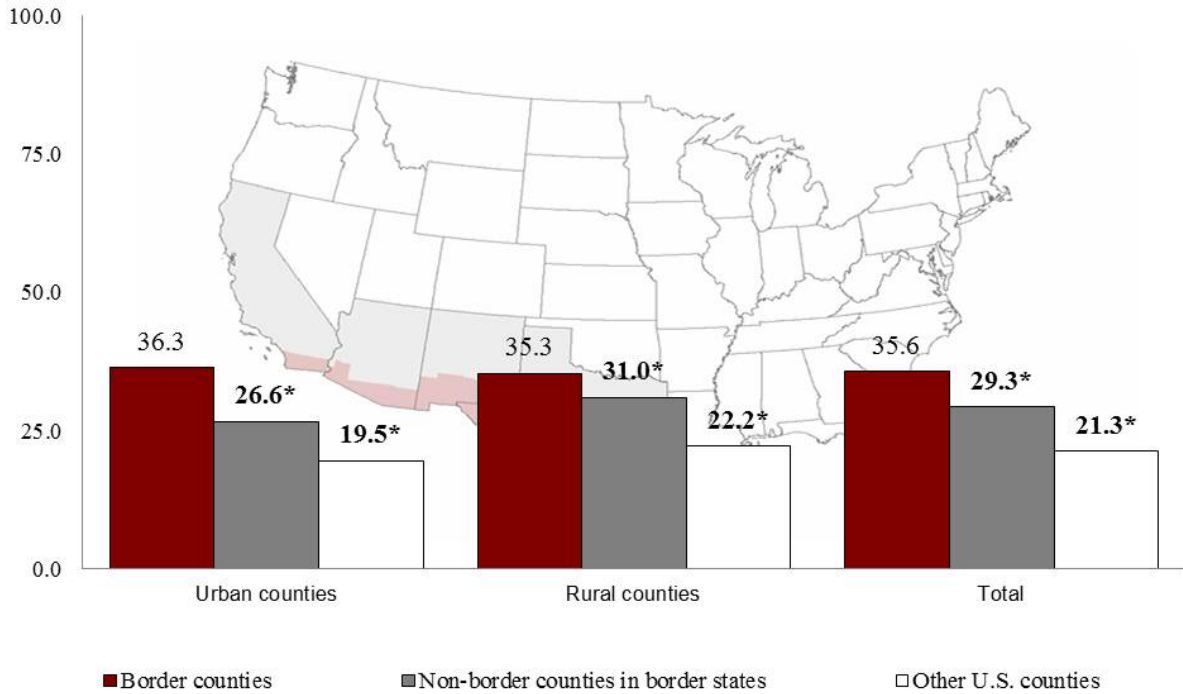 100.0
75.0
50.0
25.0
0.0
36.3
26.6*
19.5*
35.3
31.0*
22.2*
35.6
29.3*
21.3*
Urban counties
Rural counties
Total
Border counties
Non-border counties in border states
Other U.S. counties